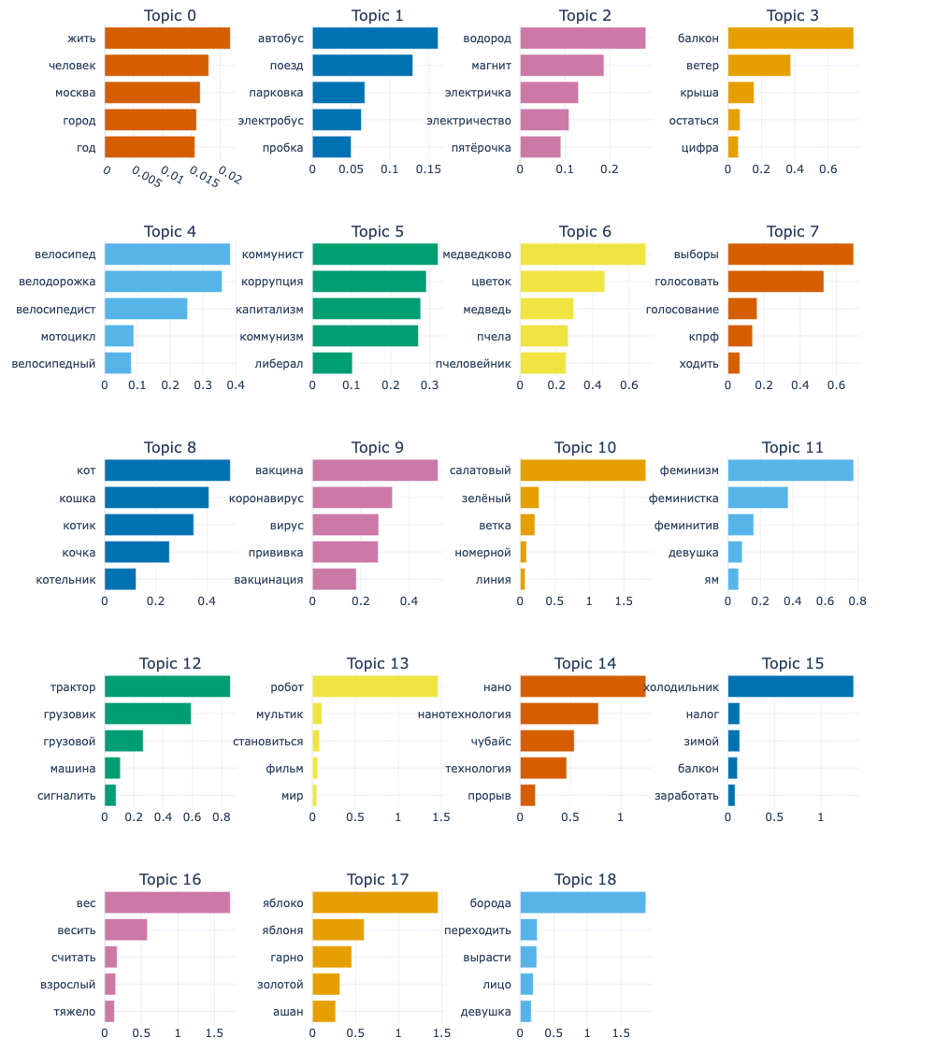 Topic 0
жить
человек
москва
город
год
0 0.005 0.01 0.015 0.02
Topic 1
автобус
поезд
парковка
электробус
пробка
0 0.05 0.1 0.15
Topic 2
водород
магнит
электричка
электричество
пятёрочка
0 0.1 0.2
Topic 3
балкон
ветер
крыша
остаться
цифра
0 0.2 0.4 0.6
Topic 4
велосипед
велодорожка
велосипедист
мотоцикл
велосипедный
0 0.1 0.2 0.3 0.4
Topic 5
коммунист
коррупция
капитализм
коммунизм
либерал
0 0.1 0.2 0.3
Topic 6
медведково
цветок
медведь
пчела
пчеловейник
0 0.2 0.4 0.6
Topic 7
выборы
голосовать
голосование
кпрф
ходить
0 0.2 0.4 0.6
Topic 8
кот
кошка
котик
кочка
котельник
0 0.2 0.4
Topic 9
вакцина
коронавирус
вирус
прививка
вакцинация
0 0.2 0.4
Topic 10
салатовый
зелёный
ветка
номерной
линия
0 0.5 1 1.5
Topic 11
феминизм
феминистка
феминитив
девушка
ям
0 0.2 0.4 0.6 0.8
Topic 12
трактор
грузовик
грузовой
машина
сигналить
0 0.2 0.4 0.6 0.8
Topic 13
робот
мультик
становиться
фильм
мир
0 0.5 1 1.5
Topic 14
нано
нанотехнология
чубайс
технология
прорыв
0 0.5 1
Topic 15
холодильник
налог
зимой
балкон
заработать
0 0.5 1
Topic 16
вес
весить
считать
взрослый
тяжело
0 0.5 1 1.5
Topic 17
яблоко
яблоня
гарно
золотой
ашан
0 0.5 1 1.5
Topic 18
борода
переходить
вырасти
лицо
девушка
0 0.5 1 1.5